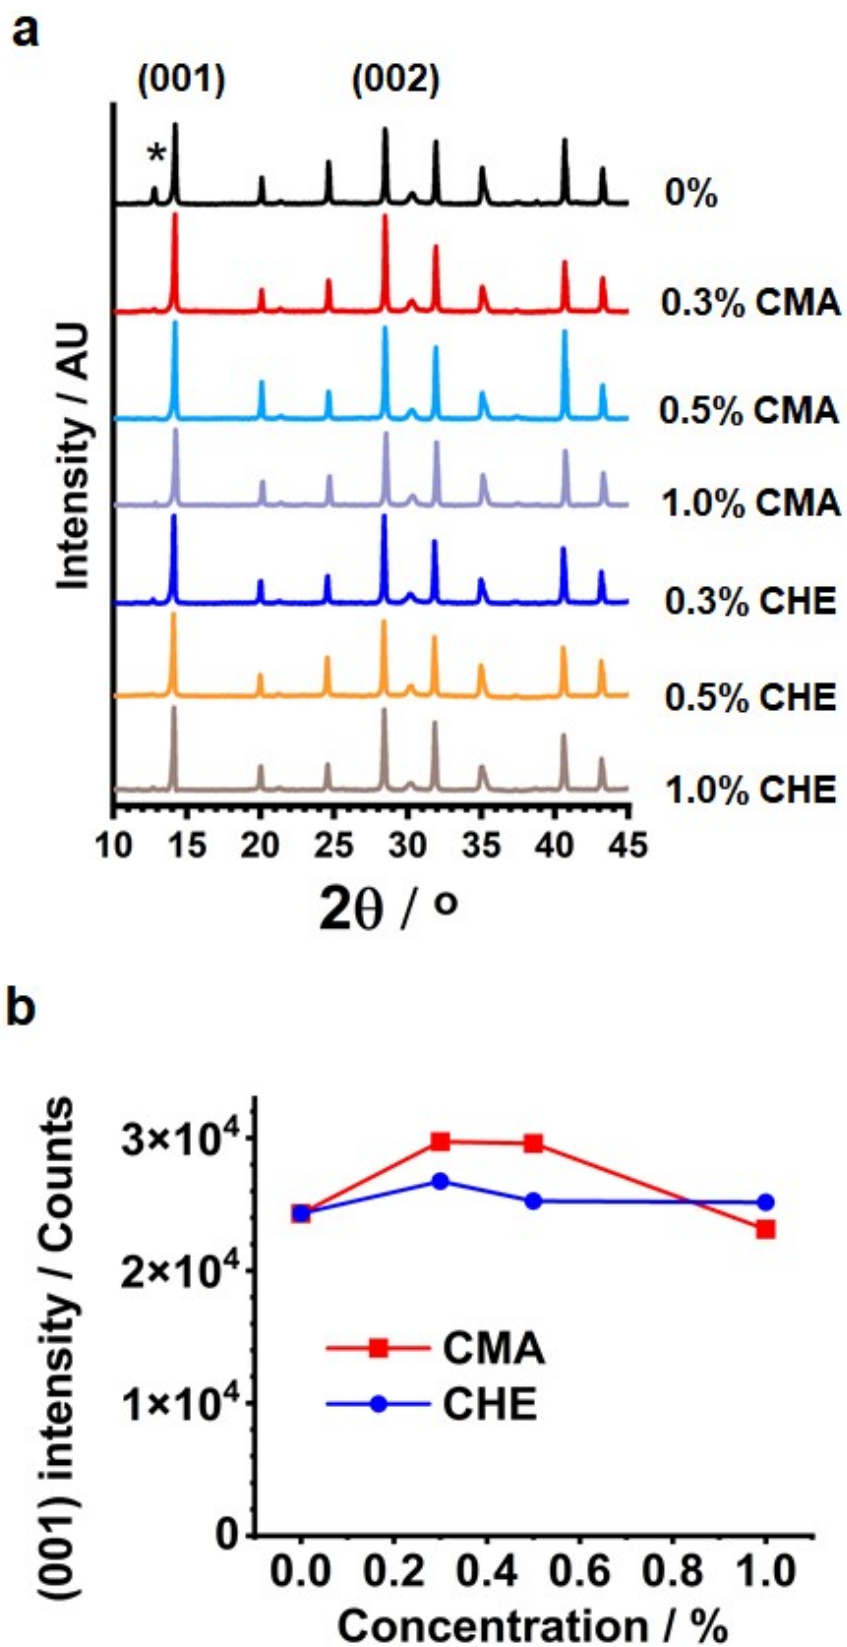 a
(001) (002)
*
0%
0.3% CMA
0.5% CMA
1.0% CMA
0.3% CHE
0.5% CHE
1.0% CHE
Intensity / AU
10 15 20 25 30 35 40 45
2θ / º
b
(001) intensity / Counts
3×10⁴
2×10⁴
1×10⁴
0
CMA
CHE
0.0 0.2 0.4 0.6 0.8 1.0
Concentration / %